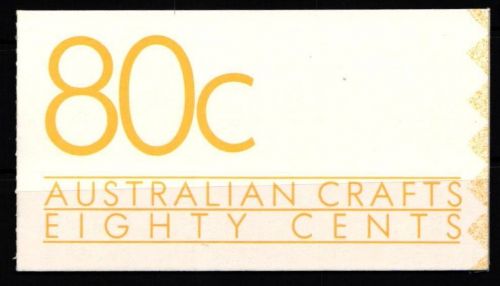 80c
AUSTRALIAN CRAFTS
EIGHTY CENTS